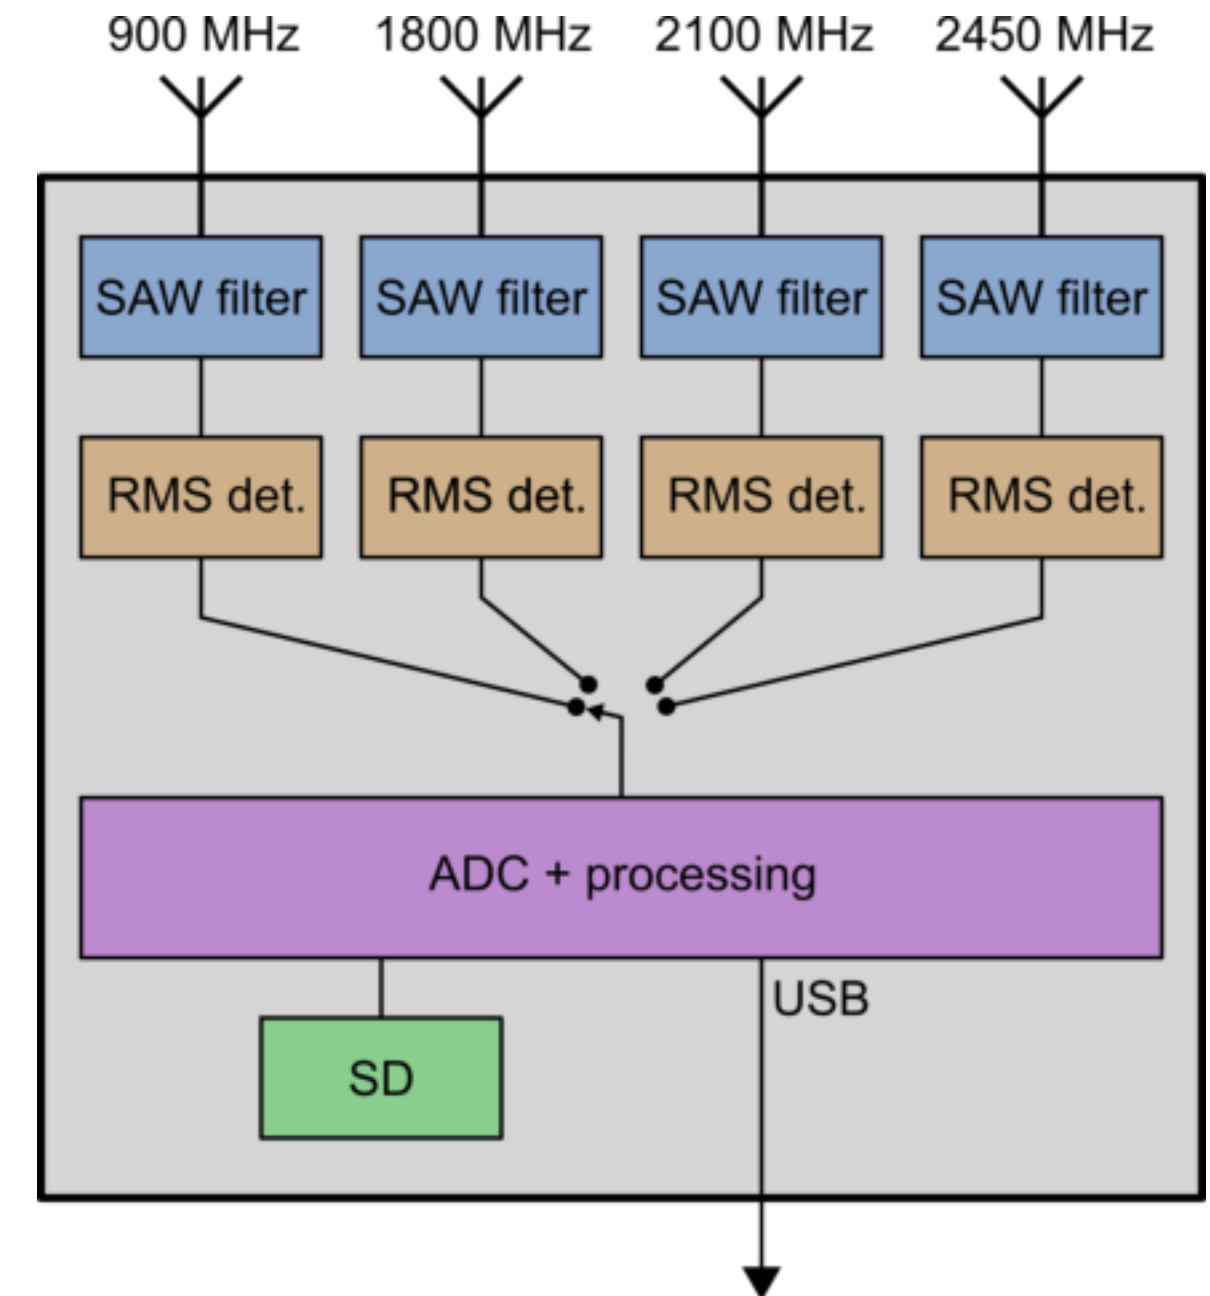 900 MHz 1800 MHz 2100 MHz 2450 MHz
SAW filter SAW filter SAW filter SAW filter
RMS det. RMS det. RMS det. RMS det.
ADC + processing
USB
SD